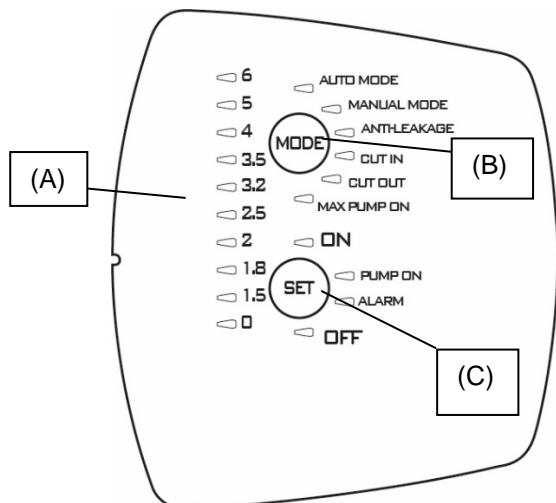 6
5
4
3.5
3.2
2.5
2
1.8
1.5
0
AUTO MODE
MANUAL MODE
ANTI-LEAKAGE
MODE
CUT IN
CUT OUT
MAX PUMP ON
ON
SET
PUMP ON
ALARM
OFF
(A)
(B)
(C)